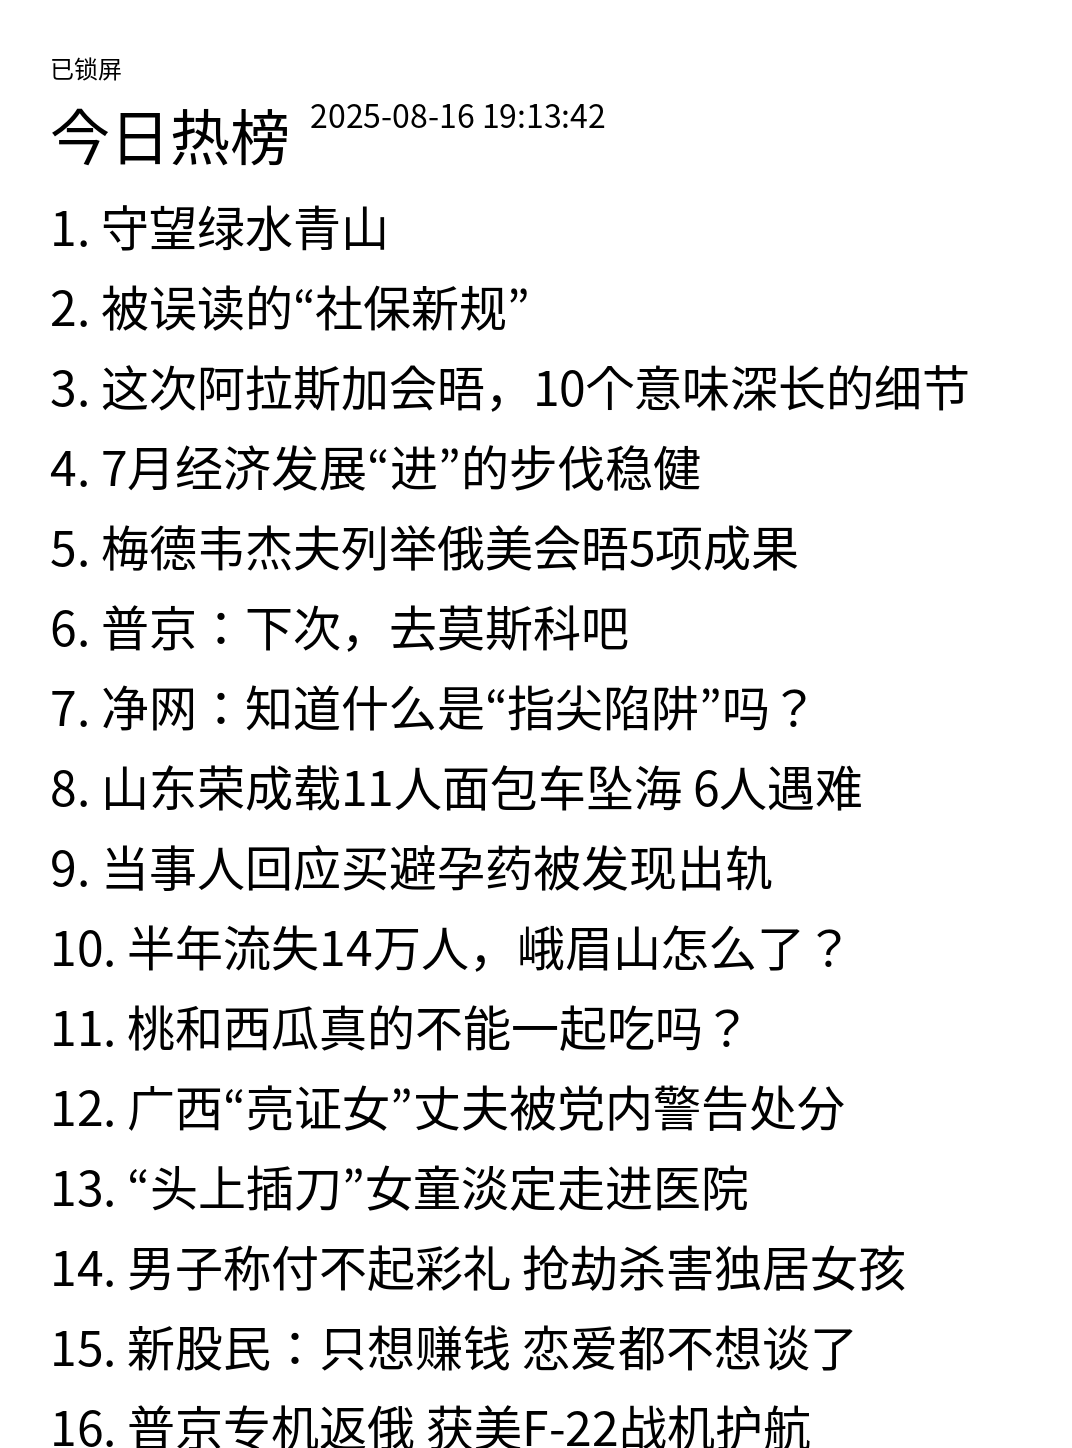 已锁屏
今日热榜 2025-08-16 19:13:42
1. 守望绿水青山
2. 被误读的“社保新规”
3. 这次阿拉斯加会晤，10个意味深长的细节
4. 7月经济发展“进”的步伐稳健
5. 梅德韦杰夫列举俄美会晤5项成果
6. 普京：下次，去莫斯科吧
7. 净网：知道什么是“指尖陷阱”吗？
8. 山东荣成载11人面包车坠海 6人遇难
9. 当事人回应买避孕药被发现出轨
10. 半年流失14万人，峨眉山怎么了？
11. 桃和西瓜真的不能一起吃吗？
12. 广西“亮证女”丈夫被党内警告处分
13. “头上插刀”女童淡定走进医院
14. 男子称付不起彩礼 抢劫杀害独居女孩
15. 新股民：只想赚钱 恋爱都不想谈了
16. 普京专机返俄 获美F-22战机护航